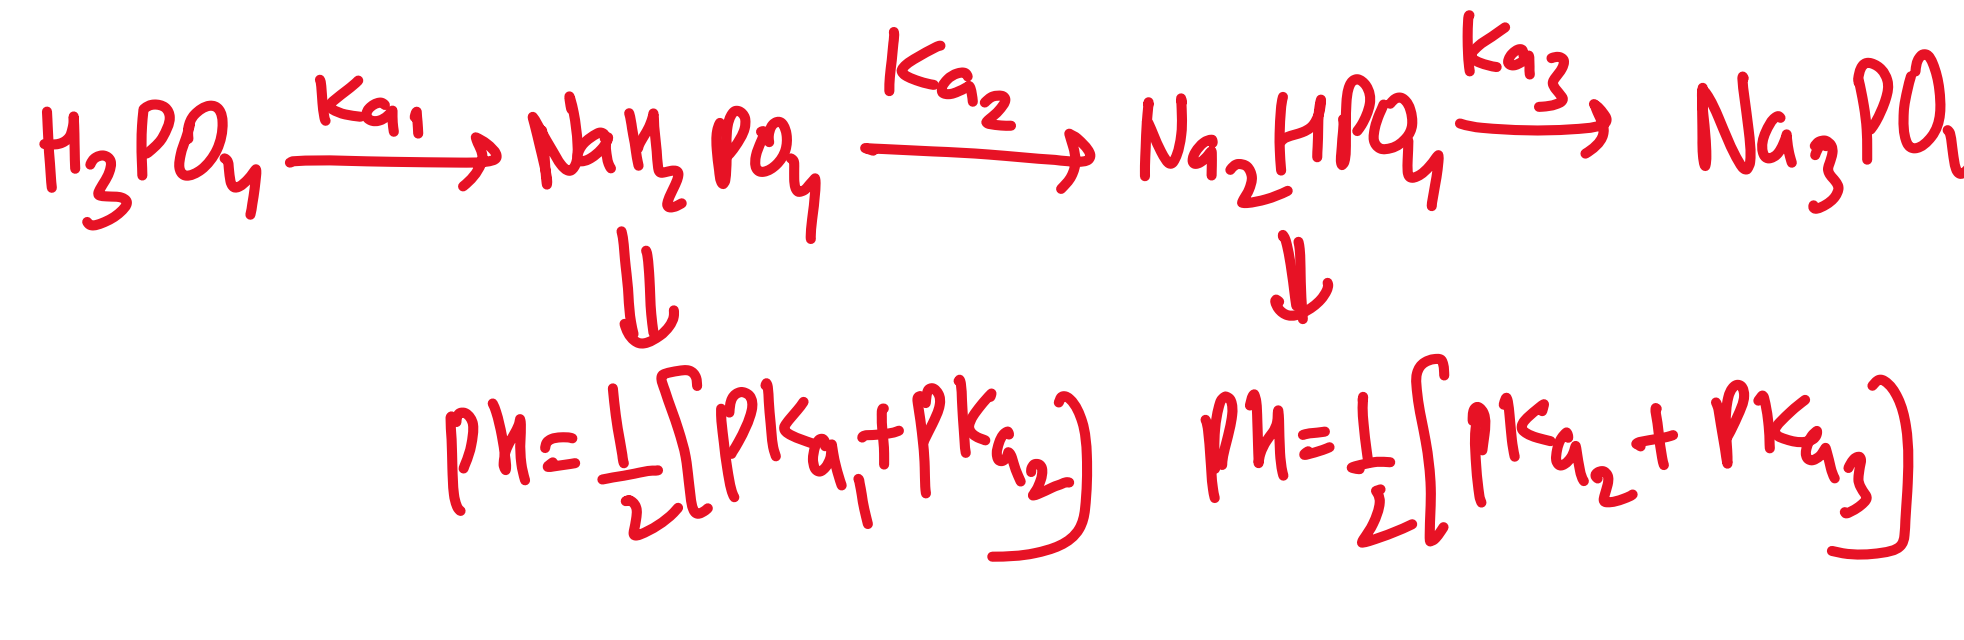 H3PO4 Ka1 → NaH2PO4 Ka2 → Na2HPO4 Ka3 → Na3PO4
⇓ ⇓
PH = 1/2 [PKa1 + PKa2] PH = 1/2 [PKa2 + PKa3]